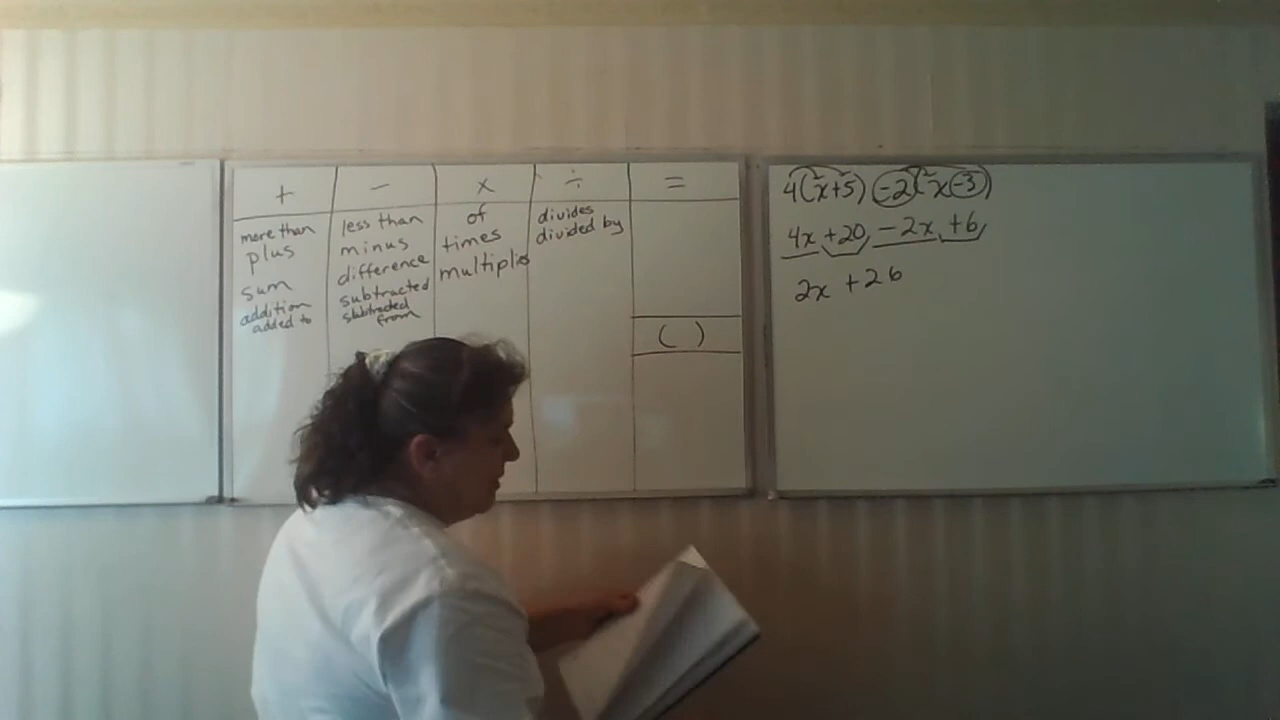 + − × ÷ =
more than
plus
sum
addition
added to
less than
minus
difference
subtracted
subtracted
from
of
times
multiplies
divides
divided by
( )
4(x+5) -2(x-3)
4x +20 -2x +6
2x +26